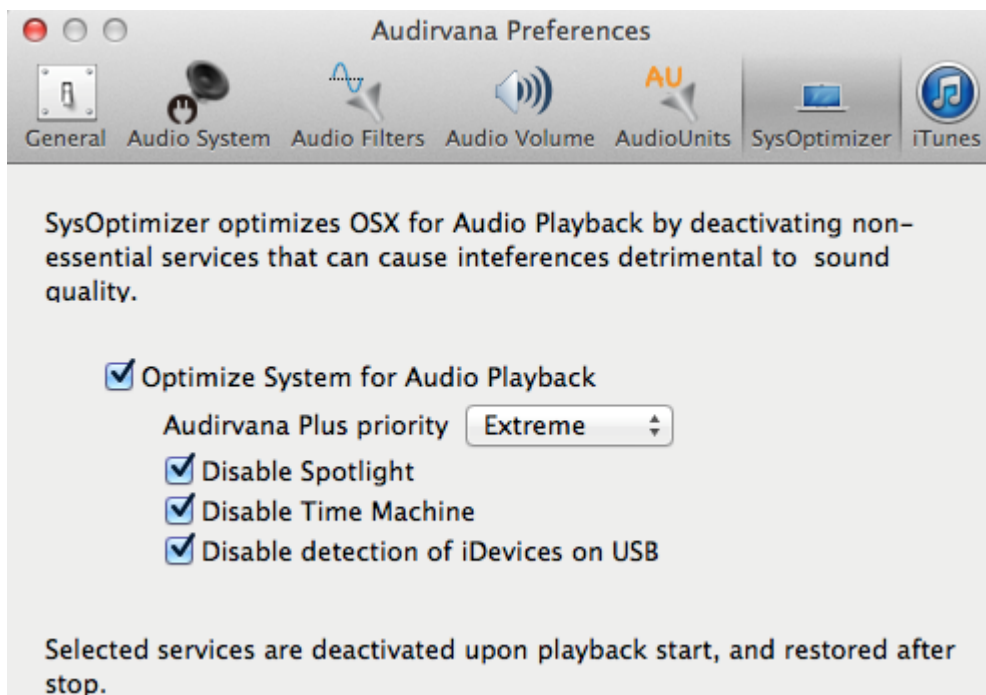 Audirvana Preferences
AU
General Audio System Audio Filters Audio Volume AudioUnits SysOptimizer iTunes
SysOptimizer optimizes OSX for Audio Playback by deactivating non-
essential services that can cause inteferences detrimental to sound
quality.
Optimize System for Audio Playback
Audirvana Plus priority Extreme
Disable Spotlight
Disable Time Machine
Disable detection of iDevices on USB
Selected services are deactivated upon playback start, and restored after
stop.